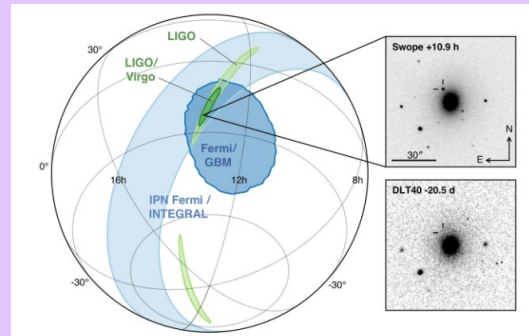 LIGO
Swope +10.9 h
30°
LIGO/
Virgo
N
Fermi/
GBM
30"
E
0°
16h
12h
8h
DLT40 -20.5 d
IPN Fermi /
INTEGRAL
-30°
-30°